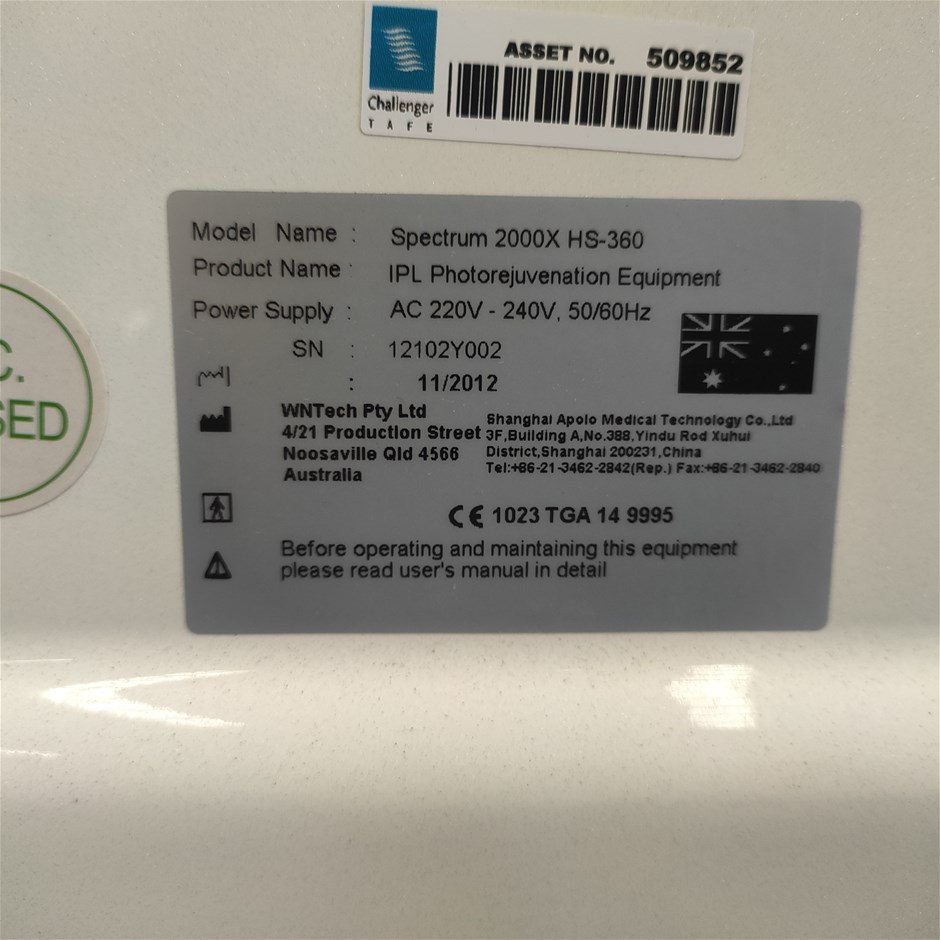 Challenger
TAFE
ASSET NO. 509852
Model Name : Spectrum 2000X HS-360
Product Name : IPL Photorejuvenation Equipment
Power Supply : AC 220V - 240V, 50/60Hz
SN : 12102Y002
: 11/2012
WNTech Pty Ltd
4/21 Production Street
Noosaville Qld 4566
Australia
Shanghai Apolo Medical Technology Co.,Ltd
3F,Building A,No.388,Yindu Rod Xuhui
District,Shanghai 200231,China
Tel:+86-21-3462-2842(Rep.) Fax:+86-21-3462-2840
CE 1023 TGA 14 9995
Before operating and maintaining this equipment
please read user's manual in detail
C.
SED